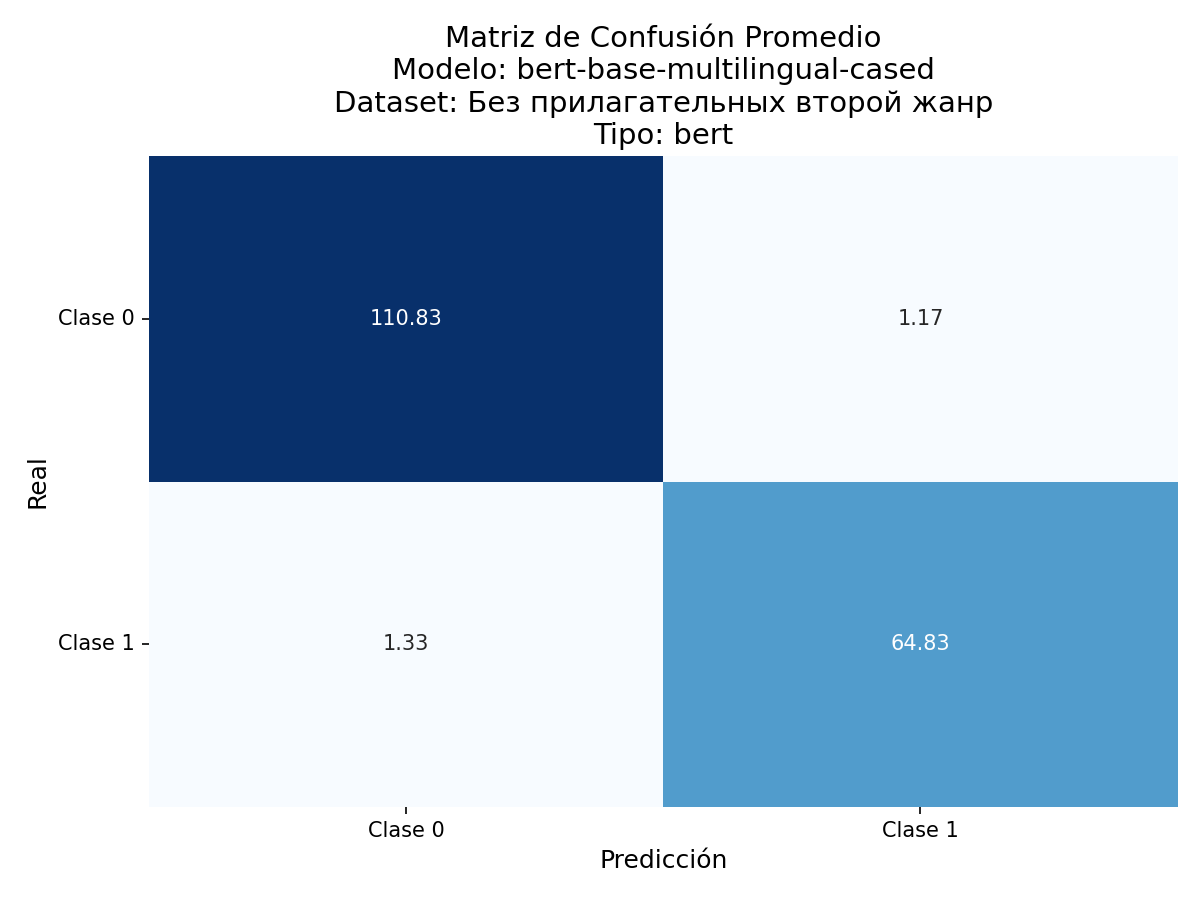 Matriz de Confusión Promedio
Modelo: bert-base-multilingual-cased
Dataset: Без прилагательных второй жанр
Tipo: bert
Clase 0
110.83
1.17
Real
Clase 1
1.33
64.83
Clase 0
Clase 1
Predicción